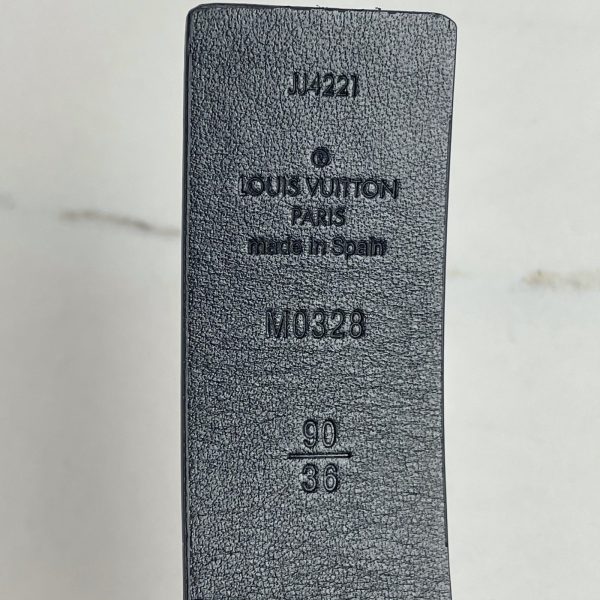 JJ4221
LOUIS VUITTON
PARIS
made in Spain
M0328
90
36